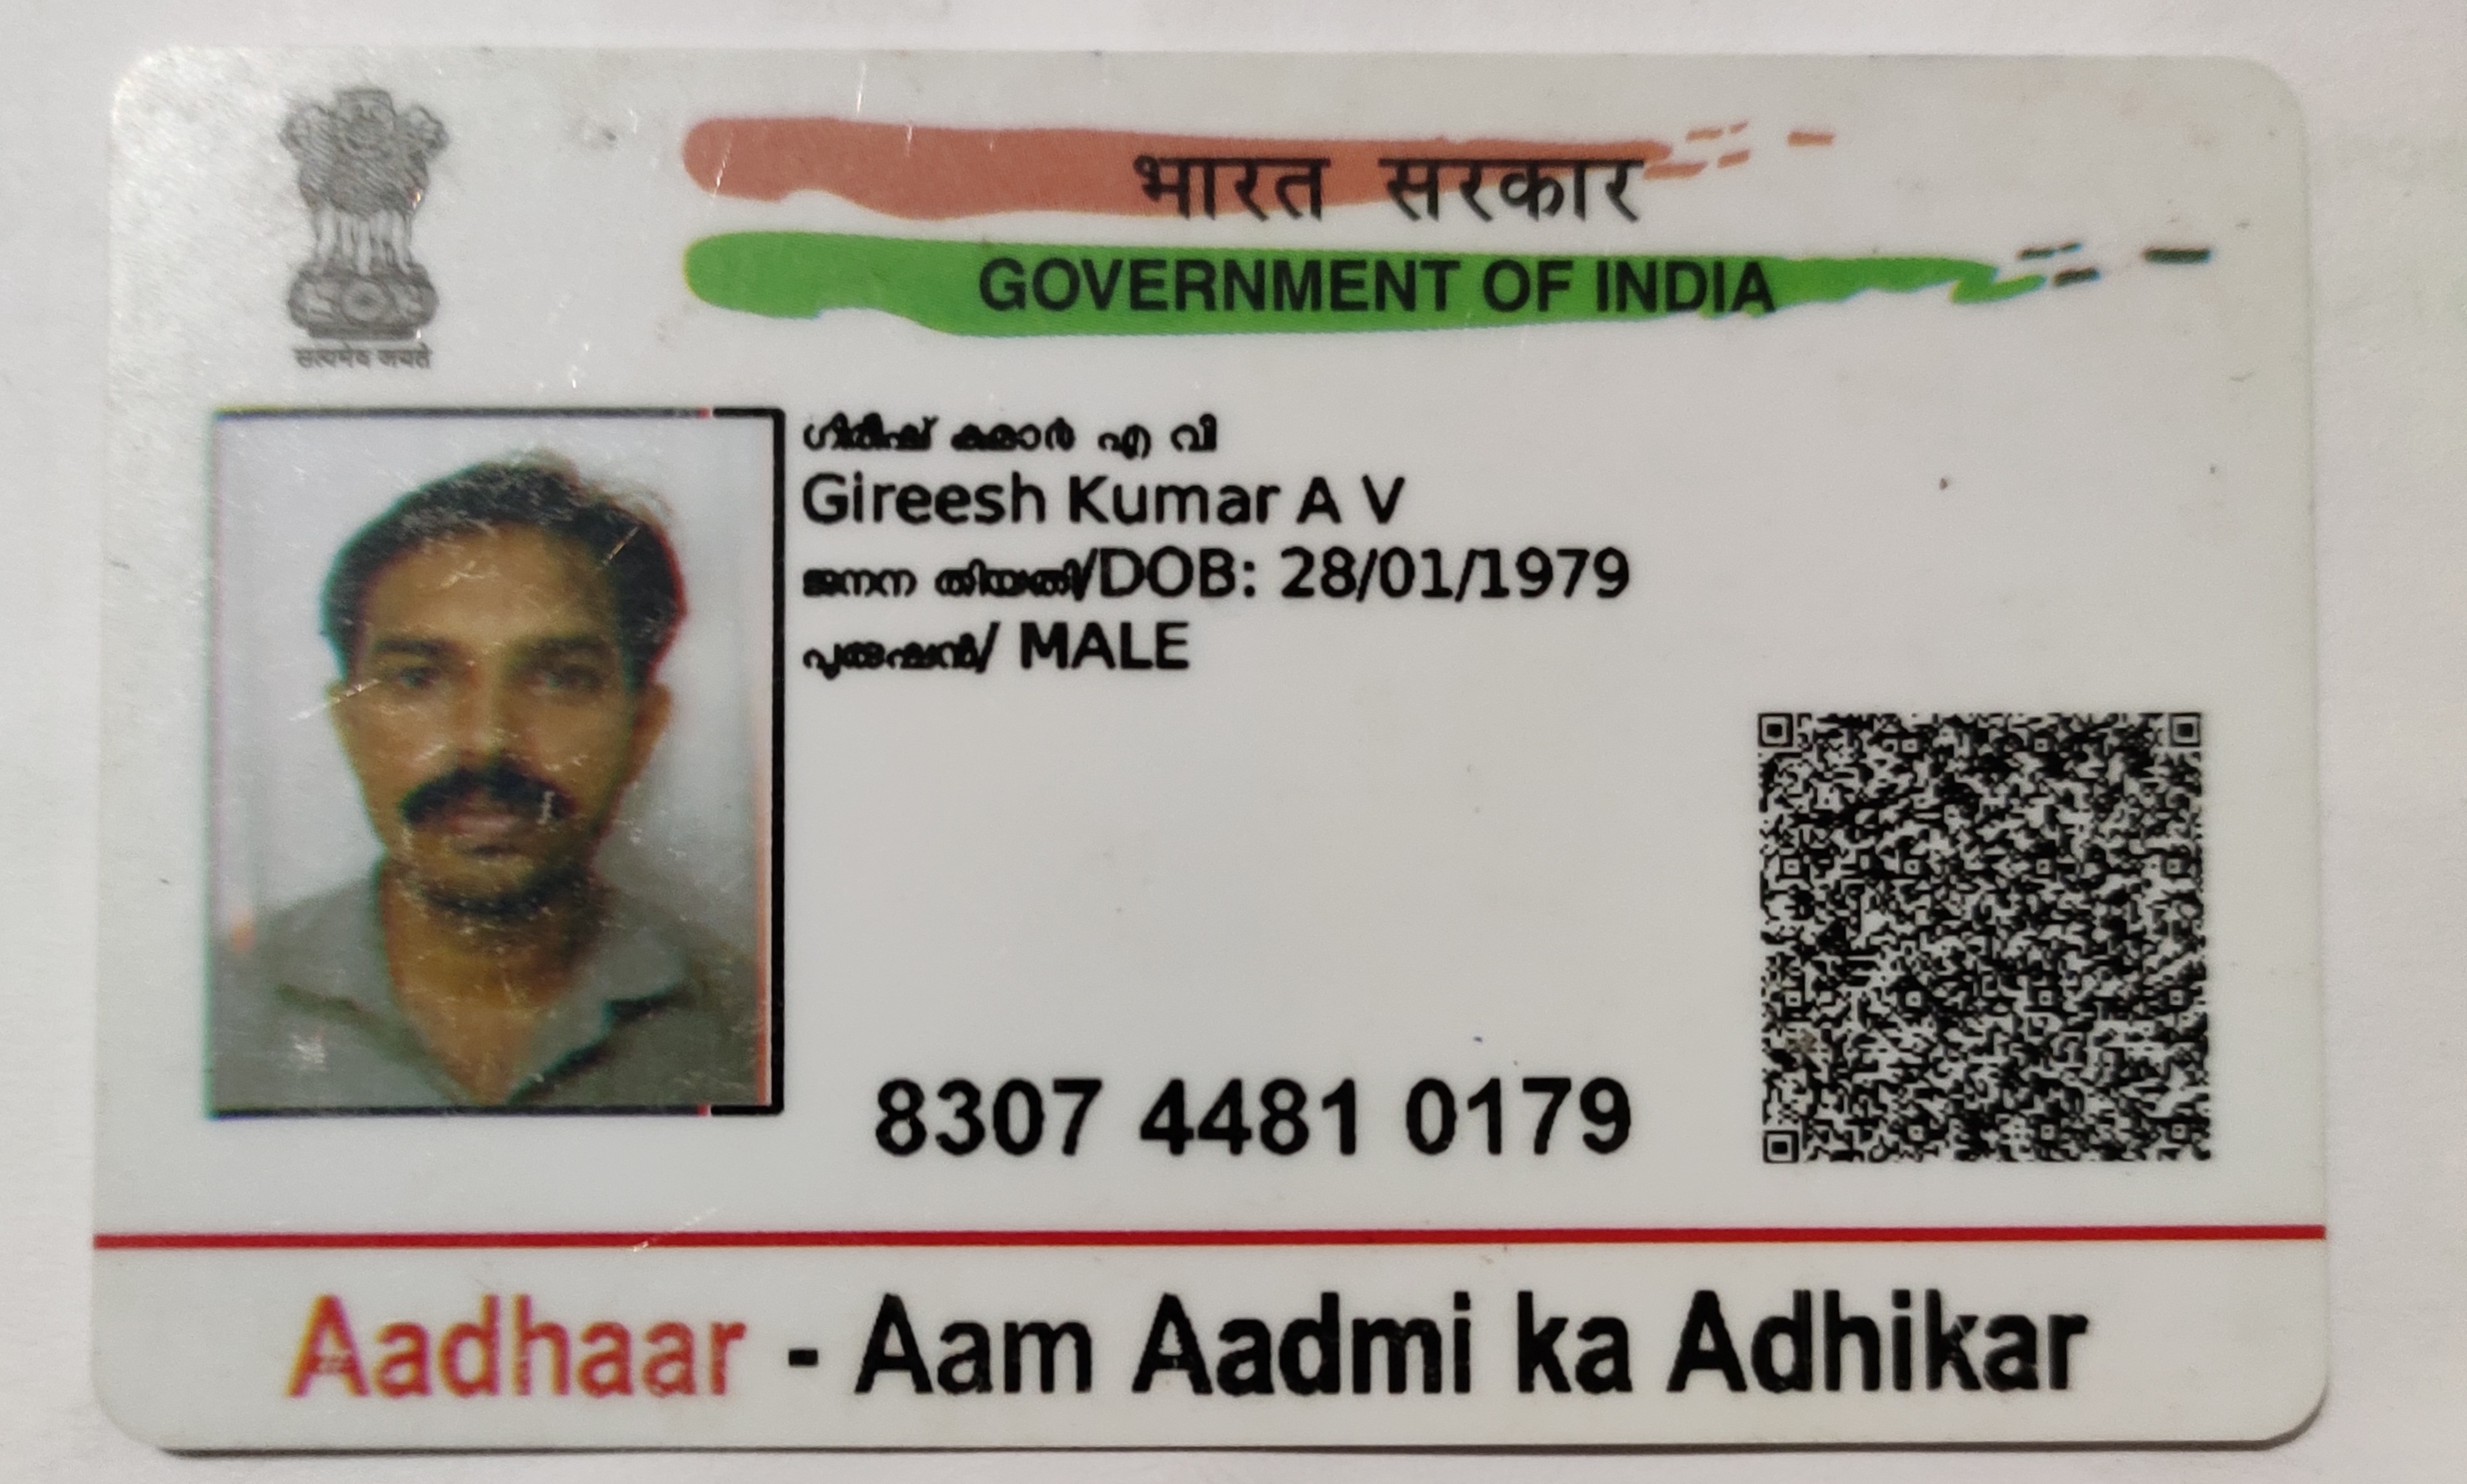 भारत सरकार
GOVERNMENT OF INDIA
सत्यमेव जयते
ഗിരീഷ് കുമാർ എ വി
Gireesh Kumar A V
ജനന തിയതി/DOB: 28/01/1979
പുരുഷൻ/ MALE
8307 4481 0179
Aadhaar - Aam Aadmi ka Adhikar